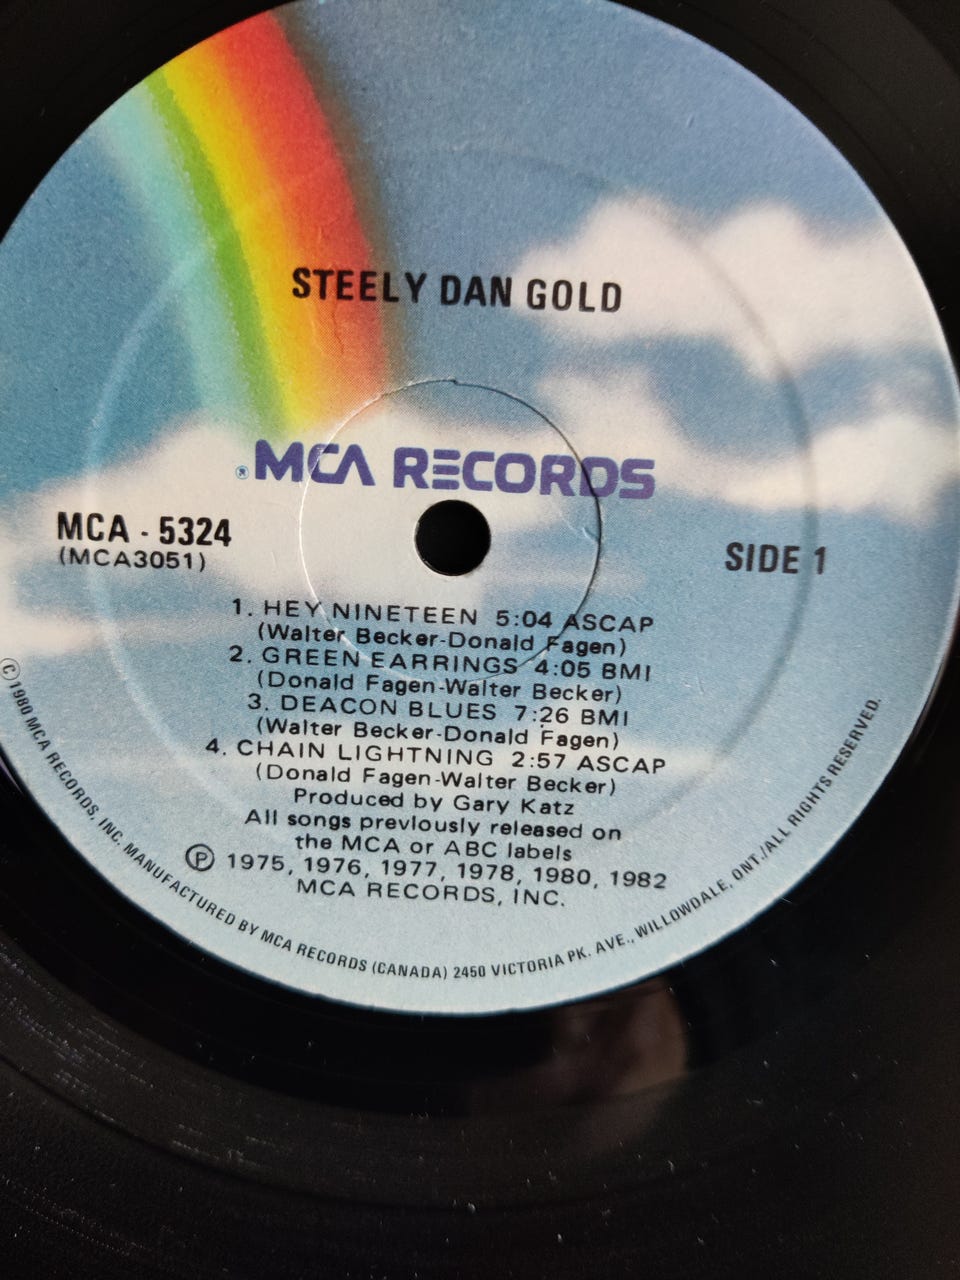 STEELY DAN GOLD
® MCA RECORDS
MCA - 5324
(MCA3051)
SIDE 1
1. HEY NINETEEN 5:04 ASCAP
(Walter Becker-Donald Fagen)
2. GREEN EARRINGS 4:05 BMI
(Donald Fagen-Walter Becker)
3. DEACON BLUES 7:26 BMI
(Walter Becker-Donald Fagen)
4. CHAIN LIGHTNING 2:57 ASCAP
(Donald Fagen-Walter Becker)
Produced by Gary Katz
All songs prevlously released on
the MCA or ABC labels
Ⓟ 1975, 1976, 1977, 1978, 1980, 1982
MCA RECORDS, INC.
© 1980 MCA RECORDS, INC. MANUFACTURED BY MCA RECORDS (CANADA) 2450 VICTORIA PK. AVE., WILLOWDALE, ONT./ALL RIGHTS RESERVED.